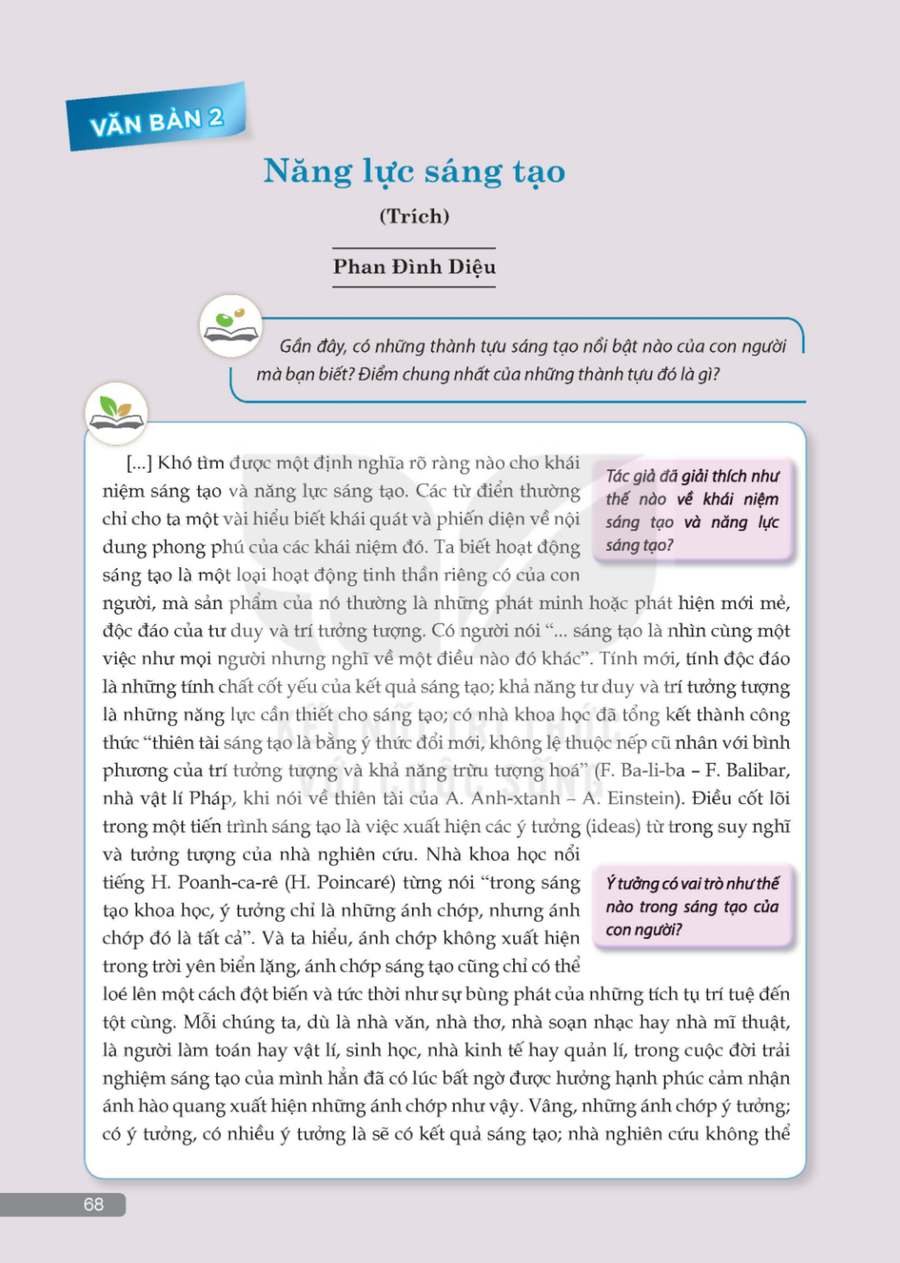 VĂN BẢN 2
Năng lực sáng tạo
(Trích)
Phan Đình Diệu
Gần đây, có những thành tựu sáng tạo nổi bật nào của con người
mà bạn biết? Điểm chung nhất của những thành tựu đó là gì?
[...] Khó tìm được một định nghĩa rõ ràng nào cho khái
niệm sáng tạo và năng lực sáng tạo. Các từ điển thường
chỉ cho ta một vài hiểu biết khái quát và phiến diện về nội
dung phong phú của các khái niệm đó. Ta biết hoạt động
sáng tạo là một loại hoạt động tinh thần riêng có của con
Tác giả đã giải thích như
thế nào về khái niệm
sáng tạo và năng lực
sáng tạo?
người, mà sản phẩm của nó thường là những phát minh hoặc phát hiện mới mẻ,
độc đáo của tư duy và trí tưởng tượng. Có người nói “... sáng tạo là nhìn cùng một
việc như mọi người nhưng nghĩ về một điều nào đó khác”. Tính mới, tính độc đáo
là những tính chất cốt yếu của kết quả sáng tạo; khả năng tư duy và trí tưởng tượng
là những năng lực cần thiết cho sáng tạo; có nhà khoa học đã tổng kết thành công
thức “thiên tài sáng tạo là bằng ý thức đổi mới, không lệ thuộc nếp cũ nhân với bình
phương của trí tưởng tượng và khả năng trừu tượng hoá” (F. Ba-li-ba – F. Balibar,
nhà vật lí Pháp, khi nói về thiên tài của A. Anh-xtanh – A. Einstein). Điều cốt lõi
trong một tiến trình sáng tạo là việc xuất hiện các ý tưởng (ideas) từ trong suy nghĩ
và tưởng tượng của nhà nghiên cứu. Nhà khoa học nổi
tiếng H. Poanh-ca-rê (H. Poincaré) từng nói “trong sáng
tạo khoa học, ý tưởng chỉ là những ánh chớp, nhưng ánh
chớp đó là tất cả”. Và ta hiểu, ánh chớp không xuất hiện
trong trời yên biển lặng, ánh chớp sáng tạo cũng chỉ có thể
Ý tưởng có vai trò như thế
nào trong sáng tạo của
con người?
loé lên một cách đột biến và tức thời như sự bùng phát của những tích tụ trí tuệ đến
tột cùng. Mỗi chúng ta, dù là nhà văn, nhà thơ, nhà soạn nhạc hay nhà mĩ thuật,
là người làm toán hay vật lí, sinh học, nhà kinh tế hay quản lí, trong cuộc đời trải
nghiệm sáng tạo của mình hẳn đã có lúc bất ngờ được hưởng hạnh phúc cảm nhận
ánh hào quang xuất hiện những ánh chớp như vậy. Vâng, những ánh chớp ý tưởng;
có ý tưởng, có nhiều ý tưởng là sẽ có kết quả sáng tạo; nhà nghiên cứu không thể
KẾT NỐI TRI THỨC
VỚI CUỘC SỐNG
68